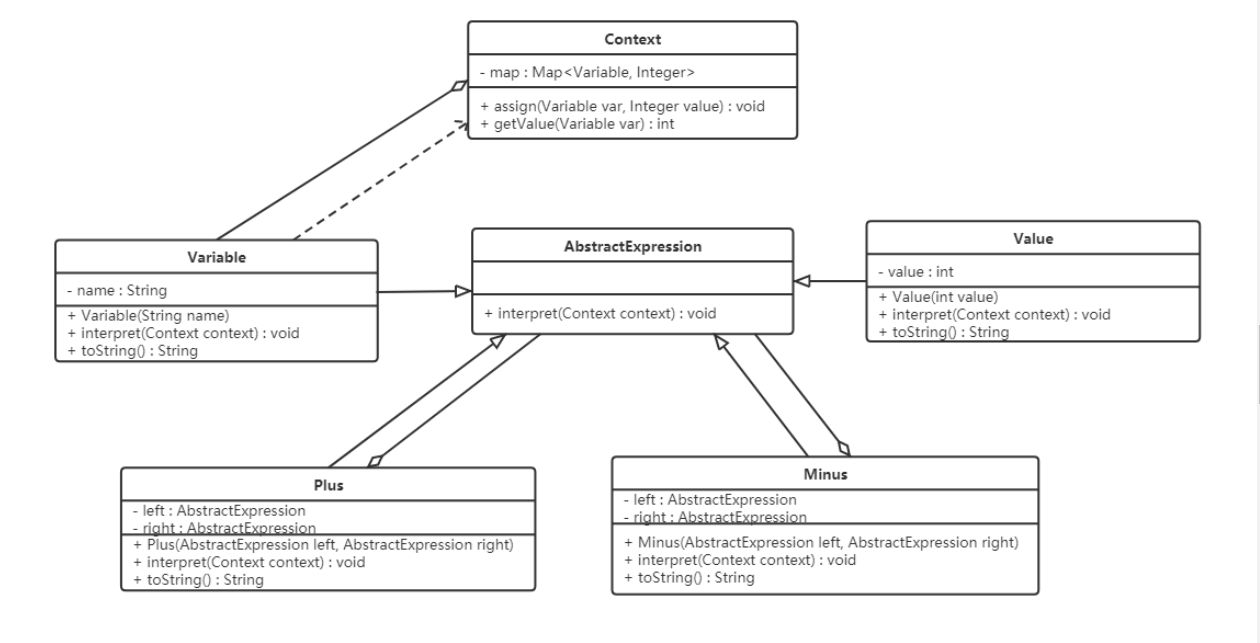 Context
- map : Map<Variable, Integer>
+ assign(Variable var, Integer value) : void
+ getValue(Variable var) : int
Variable
- name : String
+ Variable(String name)
+ interpret(Context context) : void
+ toString() : String
AbstractExpression
+ interpret(Context context) : void
Value
- value : int
+ Value(int value)
+ interpret(Context context) : void
+ toString() : String
Plus
- left : AbstractExpression
- right : AbstractExpression
+ Plus(AbstractExpression left, AbstractExpression right)
+ interpret(Context context) : void
+ toString() : String
Minus
- left : AbstractExpression
- right : AbstractExpression
+ Minus(AbstractExpression left, AbstractExpression right)
+ interpret(Context context) : void
+ toString() : String